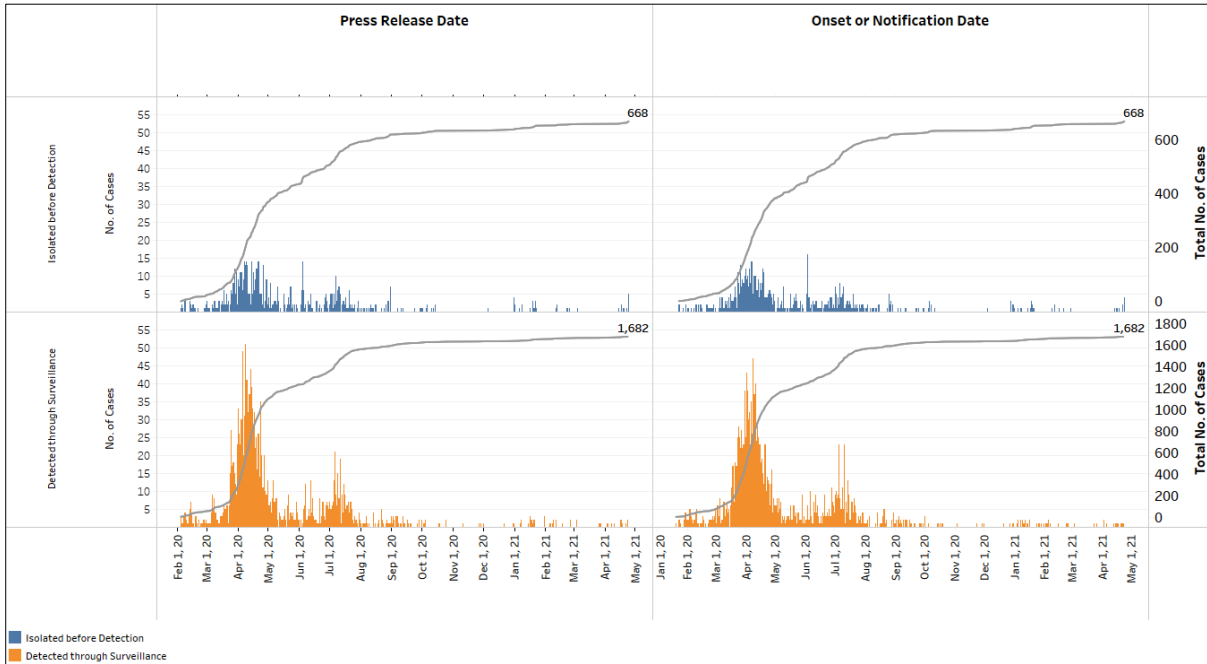 Press Release Date
Onset or Notification Date
Isolated before Detection
No. of Cases
55
50
45
40
35
30
25
20
15
10
5
668
668
600
400
200
0
Total No. of Cases
Detected through Surveillance
No. of Cases
55
50
45
40
35
30
25
20
15
10
5
1,682
1,682
1800
1600
1400
1200
1000
800
600
400
200
0
Total No. of Cases
Feb 1, 20
Mar 1, 20
Apr 1, 20
May 1, 20
Jun 1, 20
Jul 1, 20
Aug 1, 20
Sep 1, 20
Oct 1, 20
Nov 1, 20
Dec 1, 20
Jan 1, 21
Feb 1, 21
Mar 1, 21
Apr 1, 21
May 1, 21
Jan 1, 20
Feb 1, 20
Mar 1, 20
Apr 1, 20
May 1, 20
Jun 1, 20
Jul 1, 20
Aug 1, 20
Sep 1, 20
Oct 1, 20
Nov 1, 20
Dec 1, 20
Jan 1, 21
Feb 1, 21
Mar 1, 21
Apr 1, 21
May 1, 21
Isolated before Detection
Detected through Surveillance